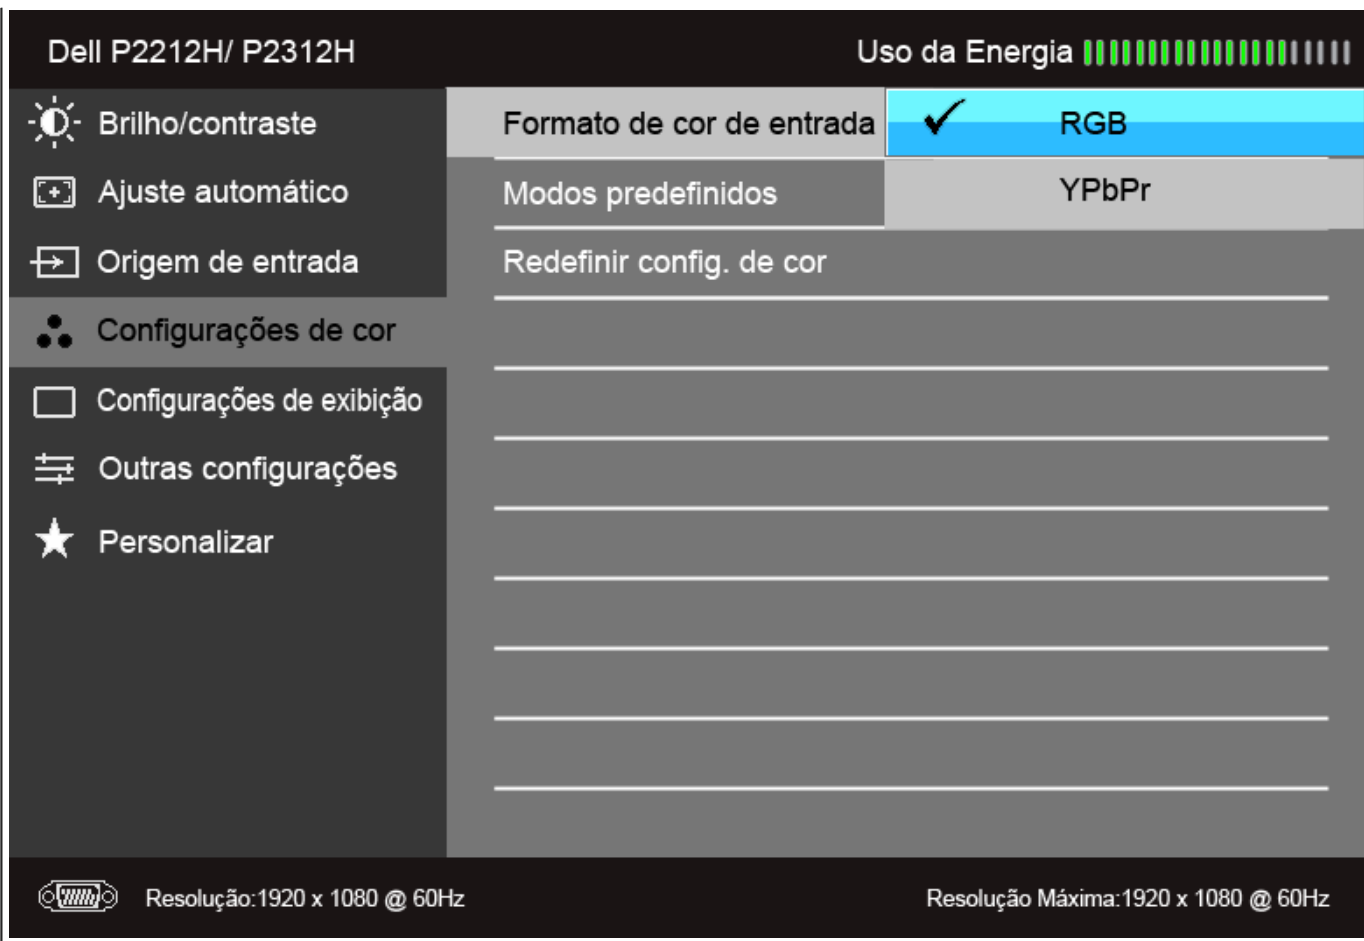 Dell P2212H/ P2312H
Uso da Energia
Brilho/contraste
Ajuste automático
Origem de entrada
Configurações de cor
Configurações de exibição
Outras configurações
Personalizar
Formato de cor de entrada
RGB
YPbPr
Modos predefinidos
Redefinir config. de cor
Resolução:1920 x 1080 @ 60Hz
Resolução Máxima:1920 x 1080 @ 60Hz